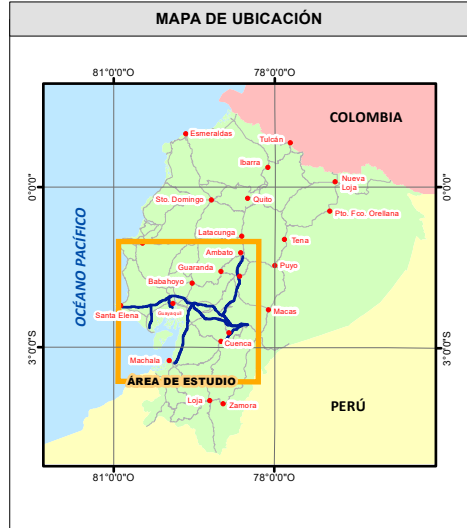 MAPA DE UBICACIÓN
81°0'0"O
78°0'0"O
COLOMBIA
Esmeraldas
Tulcán
Ibarra
Nueva
Loja
0°0'0"
0°0'0"
Sto. Domingo
Quito
Pto. Fco. Orellana
OCÉANO PACÍFICO
Latacunga
Tena
Ambato
Guaranda
Puyo
Babahoyo
Santa Elena
Guayaquil
Macas
3°0'0"S
3°0'0"S
Cuenca
Machala
ÁREA DE ESTUDIO
Loja
Zamora
PERÚ
81°0'0"O
78°0'0"O